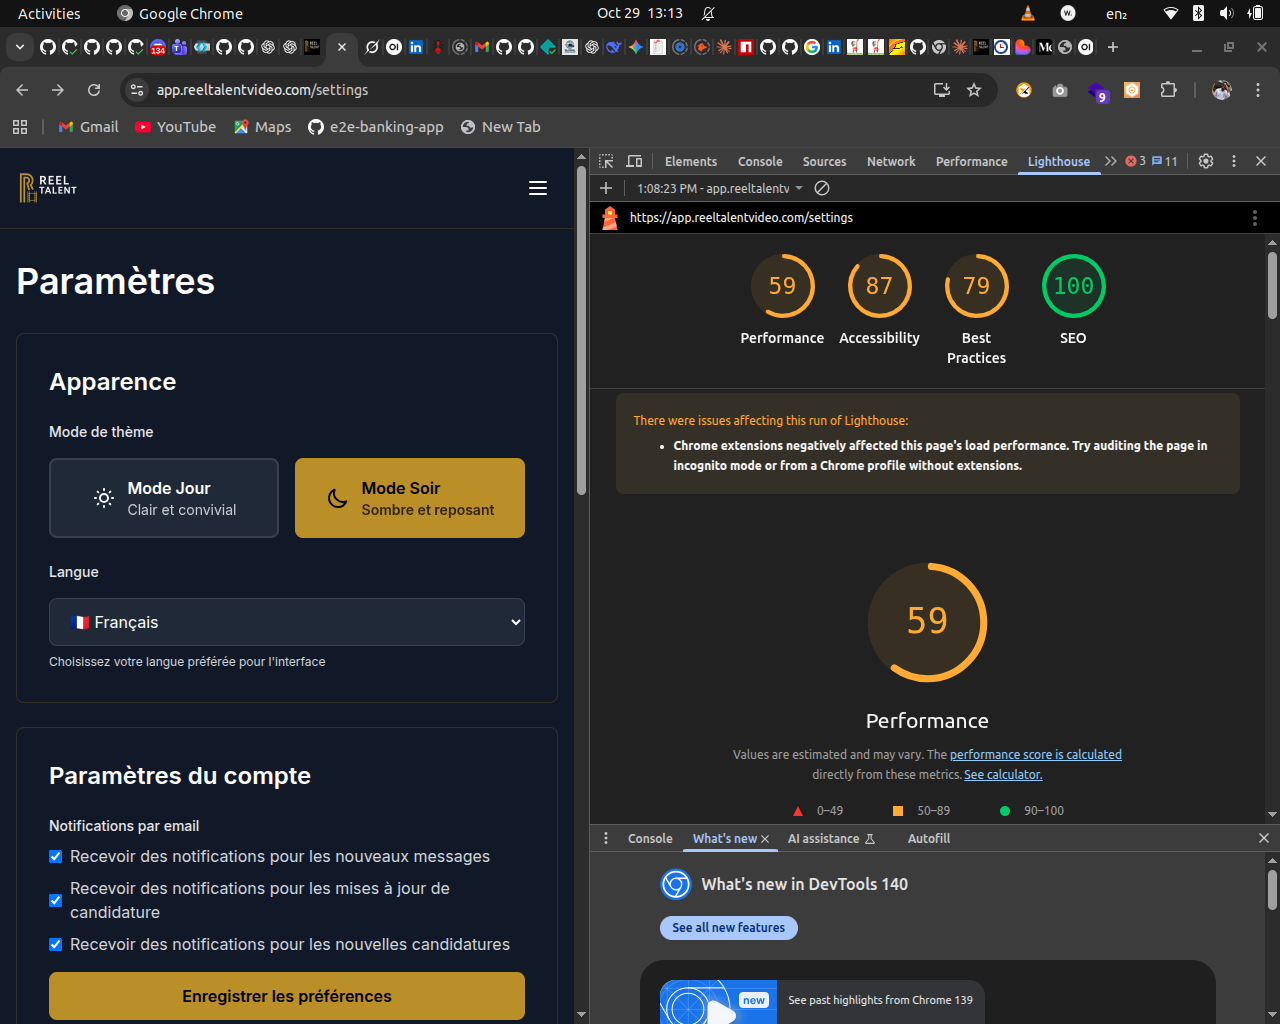 Activities
Google Chrome
Oct 29 13:13
en₂
134
app.reeltalentvideo.com/settings
9
Gmail
YouTube
Maps
e2e-banking-app
New Tab
REEL
TALENT
Paramètres
Apparence
Mode de thème
Mode Jour
Clair et convivial
Mode Soir
Sombre et reposant
Langue
Français
Choisissez votre langue préférée pour l'interface
Paramètres du compte
Notifications par email
Recevoir des notifications pour les nouveaux messages
Recevoir des notifications pour les mises à jour de
candidature
Recevoir des notifications pour les nouvelles candidatures
Enregistrer les préférences
Elements
Console
Sources
Network
Performance
Lighthouse
3
11
1:08:23 PM - app.reeltalentv
https://app.reeltalentvideo.com/settings
59
87
79
100
Performance
Accessibility
Best
Practices
SEO
There were issues affecting this run of Lighthouse:
Chrome extensions negatively affected this page's load performance. Try auditing the page in
incognito mode or from a Chrome profile without extensions.
59
Performance
Values are estimated and may vary. The performance score is calculated
directly from these metrics. See calculator.
0–49
50–89
90–100
Console
What's new
AI assistance
Autofill
What's new in DevTools 140
See all new features
new
See past highlights from Chrome 139